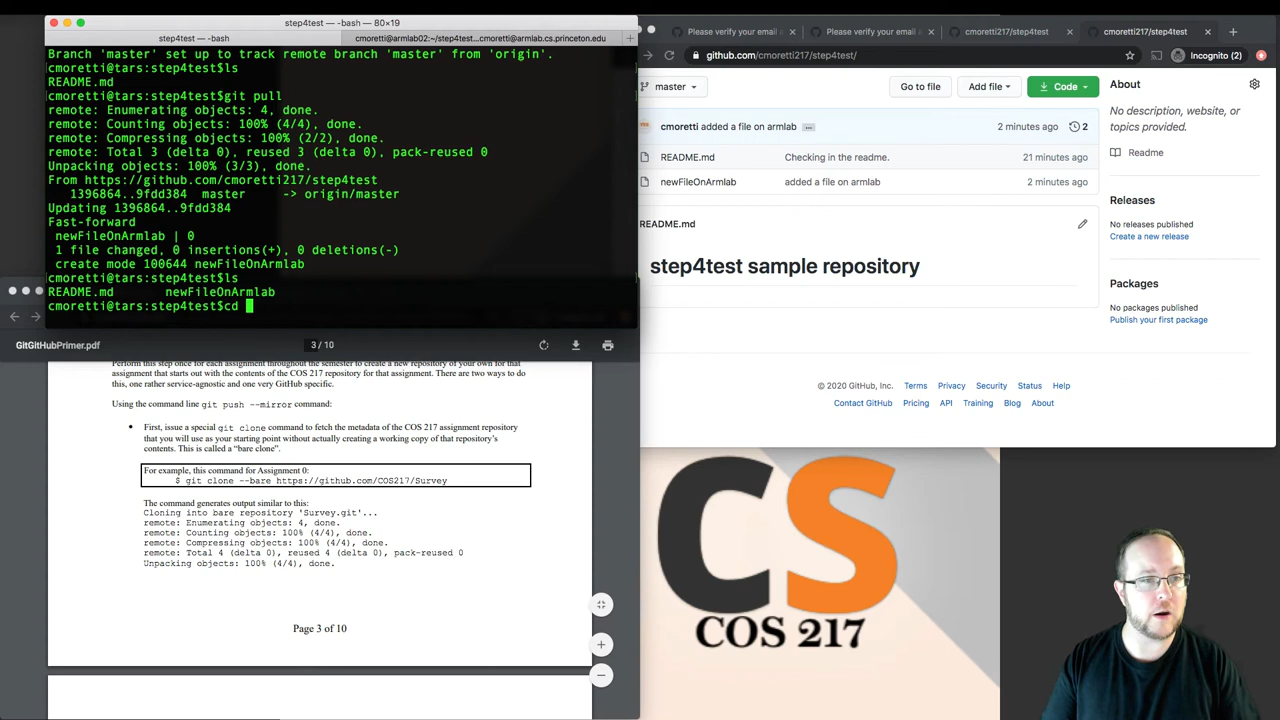 step4test — -bash — 80×19
step4test — -bash
cmoretti@armlab02:~/step4test...cmoretti@armlab.cs.princeton.edu
Branch 'master' set up to track remote branch 'master' from 'origin'.
cmoretti@tars:step4test$ls
README.md
cmoretti@tars:step4test$git pull
remote: Enumerating objects: 4, done.
remote: Counting objects: 100% (4/4), done.
remote: Compressing objects: 100% (2/2), done.
remote: Total 3 (delta 0), reused 3 (delta 0), pack-reused 0
Unpacking objects: 100% (3/3), done.
From https://github.com/cmoretti217/step4test
1396864..9fdd384 master -> origin/master
Updating 1396864..9fdd384
Fast-forward
newFileOnArmlab | 0
1 file changed, 0 insertions(+), 0 deletions(-)
create mode 100644 newFileOnArmlab
cmoretti@tars:step4test$ls
README.md newFileOnArmlab
cmoretti@tars:step4test$cd
GitGitHubPrimer.pdf
3 / 10
Perform this step once for each assignment throughout the semester to create a new repository of your own for that
assignment that starts out with the contents of the COS 217 repository for that assignment. There are two ways to do
this, one rather service-agnostic and one very GitHub specific.
Using the command line git push --mirror command:
• First, issue a special git clone command to fetch the metadata of the COS 217 assignment repository
that you will use as your starting point without actually creating a working copy of that repository's
contents. This is called a "bare clone".
For example, this command for Assignment 0:
$ git clone --bare https://github.com/COS217/Survey
The command generates output similar to this:
Cloning into bare repository 'Survey.git'...
remote: Enumerating objects: 4, done.
remote: Counting objects: 100% (4/4), done.
remote: Compressing objects: 100% (4/4), done.
remote: Total 4 (delta 0), reused 4 (delta 0), pack-reused 0
Unpacking objects: 100% (4/4), done.
Page 3 of 10
Please verify your email
Please verify your email
cmoretti217/step4test
cmoretti217/step4test
github.com/cmoretti217/step4test/
Incognito (2)
master
Go to file
Add file
Code
cmoretti added a file on armlab
2 minutes ago
2
README.md
Checking in the readme.
21 minutes ago
newFileOnArmlab
added a file on armlab
2 minutes ago
README.md
step4test sample repository
About
No description, website, or
topics provided.
Readme
Releases
No releases published
Create a new release
Packages
No packages published
Publish your first package
© 2020 GitHub, Inc.
Terms
Privacy
Security
Status
Help
Contact GitHub
Pricing
API
Training
Blog
About
CS
COS 217